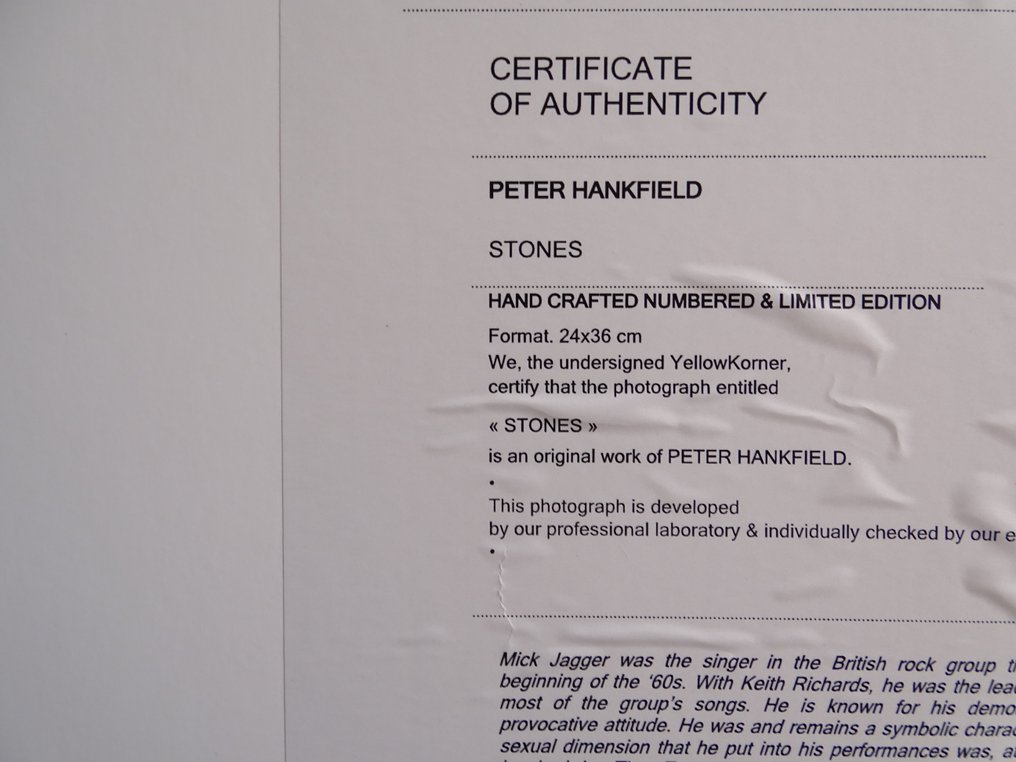 CERTIFICATE
OF AUTHENTICITY
PETER HANKFIELD
STONES
HAND CRAFTED NUMBERED & LIMITED EDITION
Format. 24x36 cm
We, the undersigned YellowKorner,
certify that the photograph entitled
« STONES »
is an original work of PETER HANKFIELD.
•
This photograph is developed
by our professional laboratory & individually checked by our e
•
Mick Jagger was the singer in the British rock group
beginning of the ‘60s. With Keith Richards, he was the
most of the group's songs. He is known for his
provocative attitude. He was and remains a symbolic
sexual dimension that he put into his performances was,